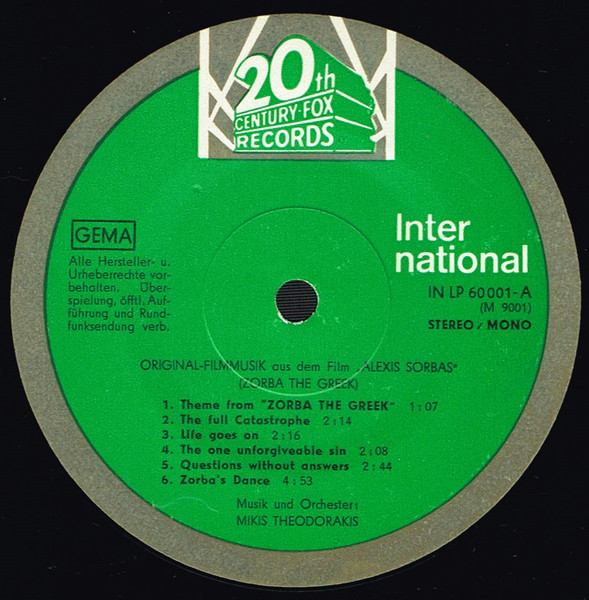 20th
CENTURY-FOX
RECORDS
GEMA
Alle Hersteller- u.
Urheberrechte vor-
behalten. Über-
spielung, öfftl. Auf-
führung und Rund-
funksendung verb.
Inter
national
IN LP 60 001-A
(M 9001)
STEREO / MONO
ORIGINAL-FILMMUSIK aus dem Film „ALEXIS SORBAS"
(ZORBA THE GREEK)
1. Theme from "ZORBA THE GREEK" 1:07
2. The full Catastrophe 2:14
3. Life goes on 2:16
4. The one unforgiveable sin 2:08
5. Questions without answers 2:44
6. Zorba's Dance 4:53
Musik und Orchester:
MIKIS THEODORAKIS